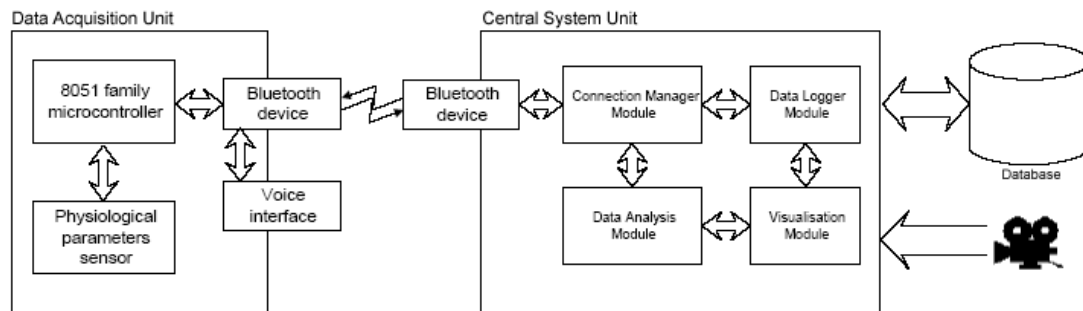 Data Acquisition Unit
Central System Unit
8051 family
microcontroller
Bluetooth
device
Bluetooth
device
Connection Manager
Module
Data Logger
Module
Database
Physiological
parameters
sensor
Voice
interface
Data Analysis
Module
Visualisation
Module